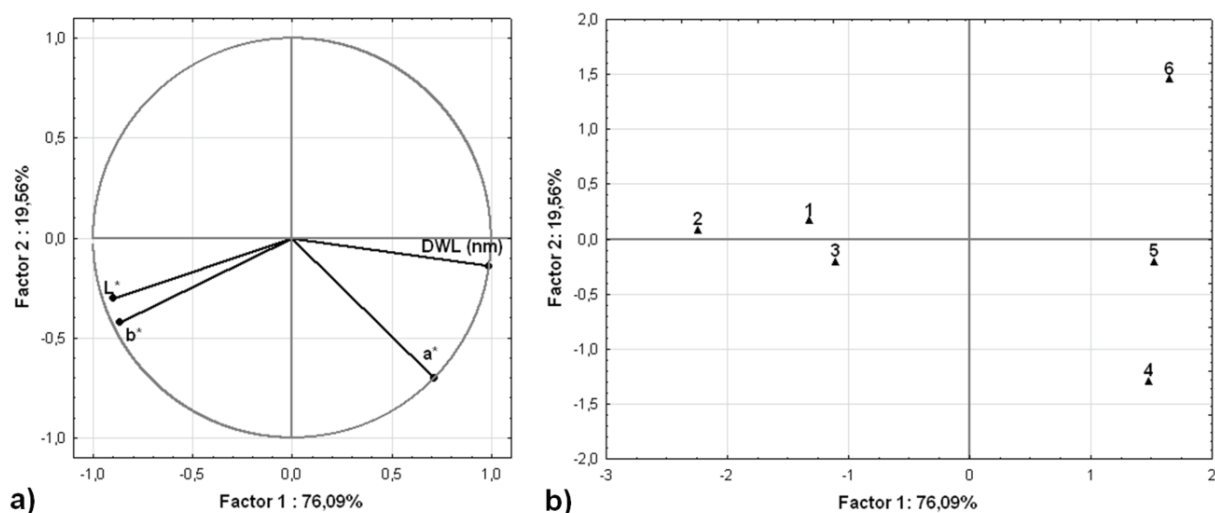 1,0
0,5
0,0
-0,5
-1,0
Factor 2 : 19,56%
DWL (nm)
L*
b*
a*
-1,0 -0,5 0,0 0,5 1,0
Factor 1 : 76,09%
a)
2,0
1,5
1,0
0,5
0,0
-0,5
-1,0
-1,5
-2,0
Factor 2: 19,56%
6
1
2
3
5
4
-3 -2 -1 0 1 2
Factor 1: 76,09%
b)